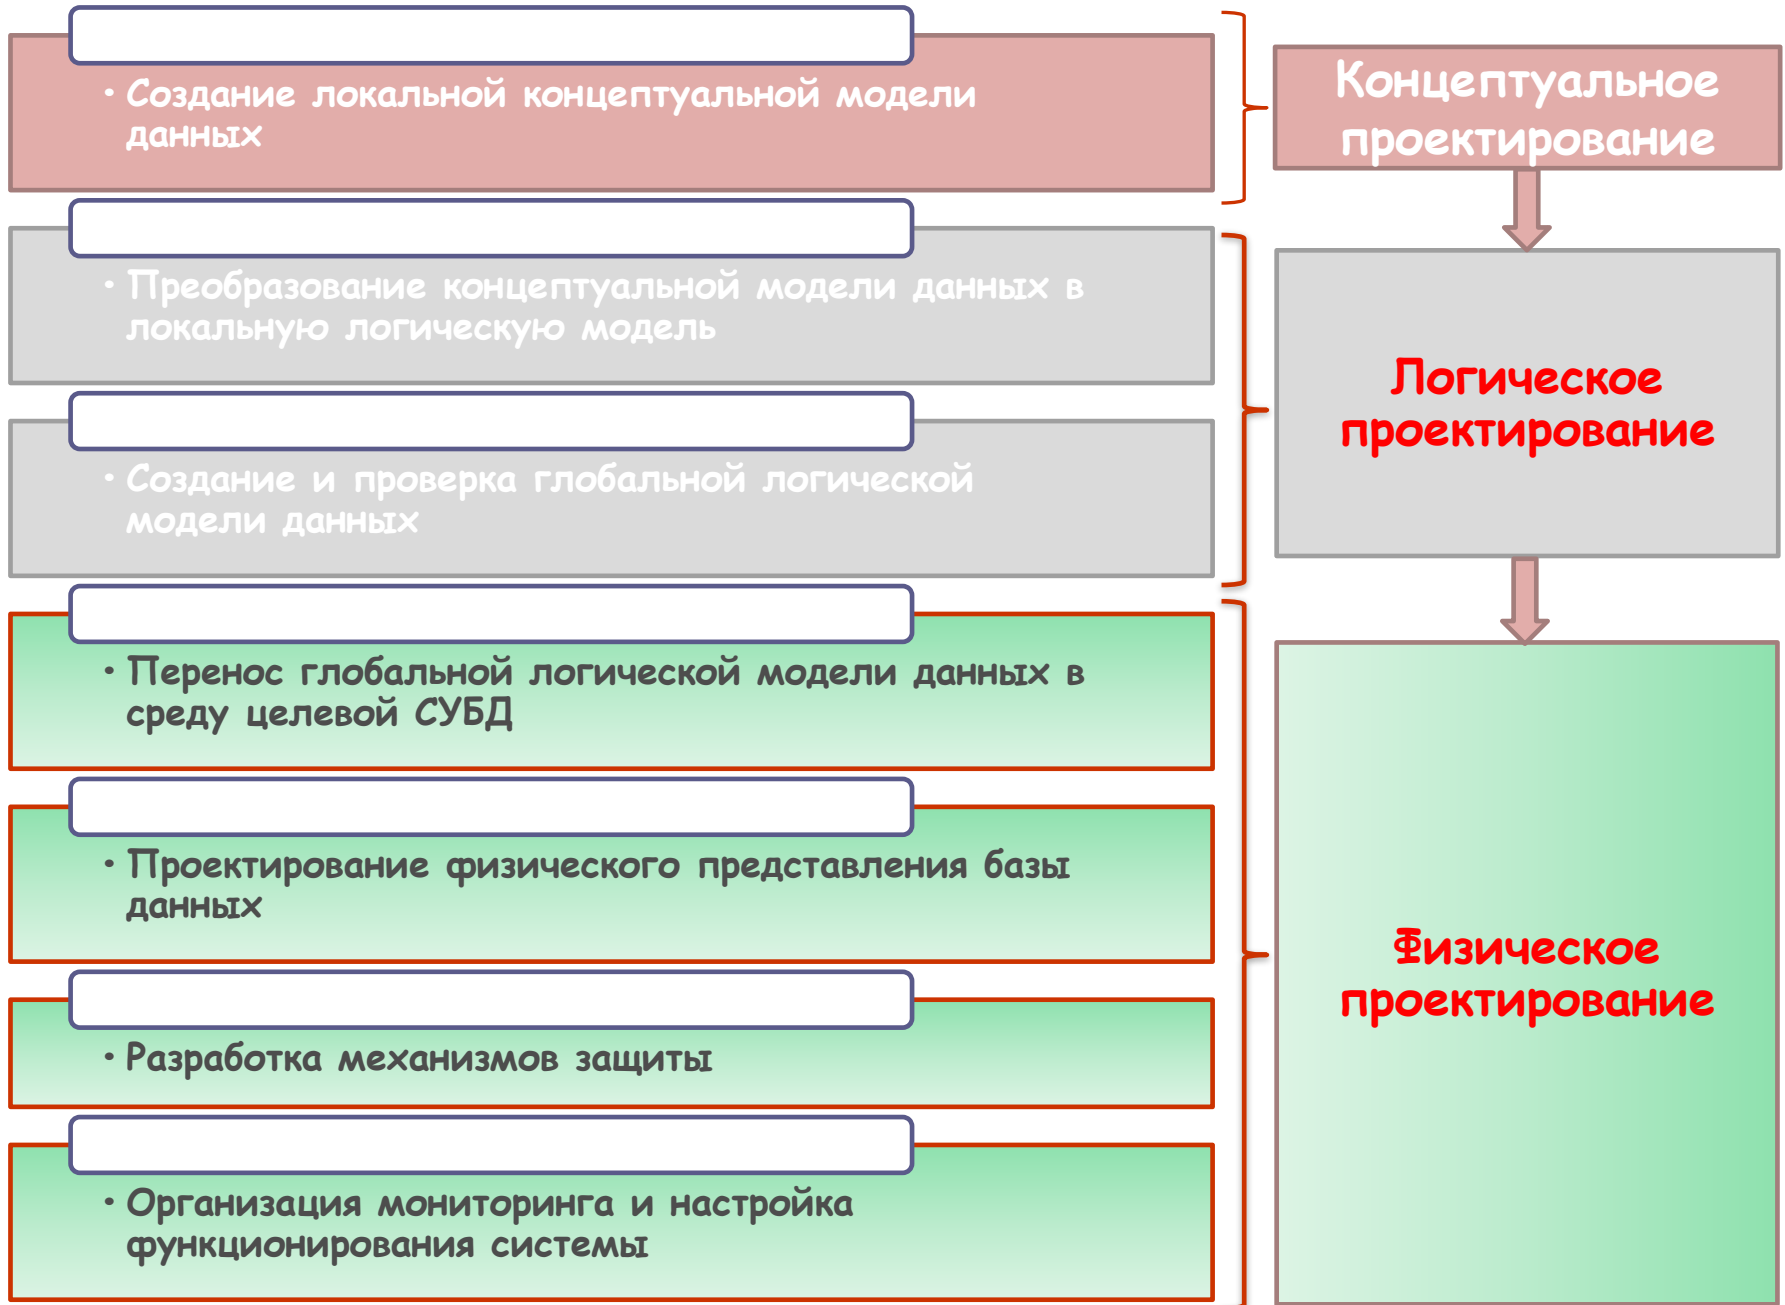 • Создание локальной концептуальной модели
данных
Концептуальное
проектирование
• Преобразование концептуальной модели данных в
локальную логическую модель
• Создание и проверка глобальной логической
модели данных
Логическое
проектирование
• Перенос глобальной логической модели данных в
среду целевой СУБД
• Проектирование физического представления базы
данных
• Разработка механизмов защиты
• Организация мониторинга и настройка
функционирования системы
Физическое
проектирование